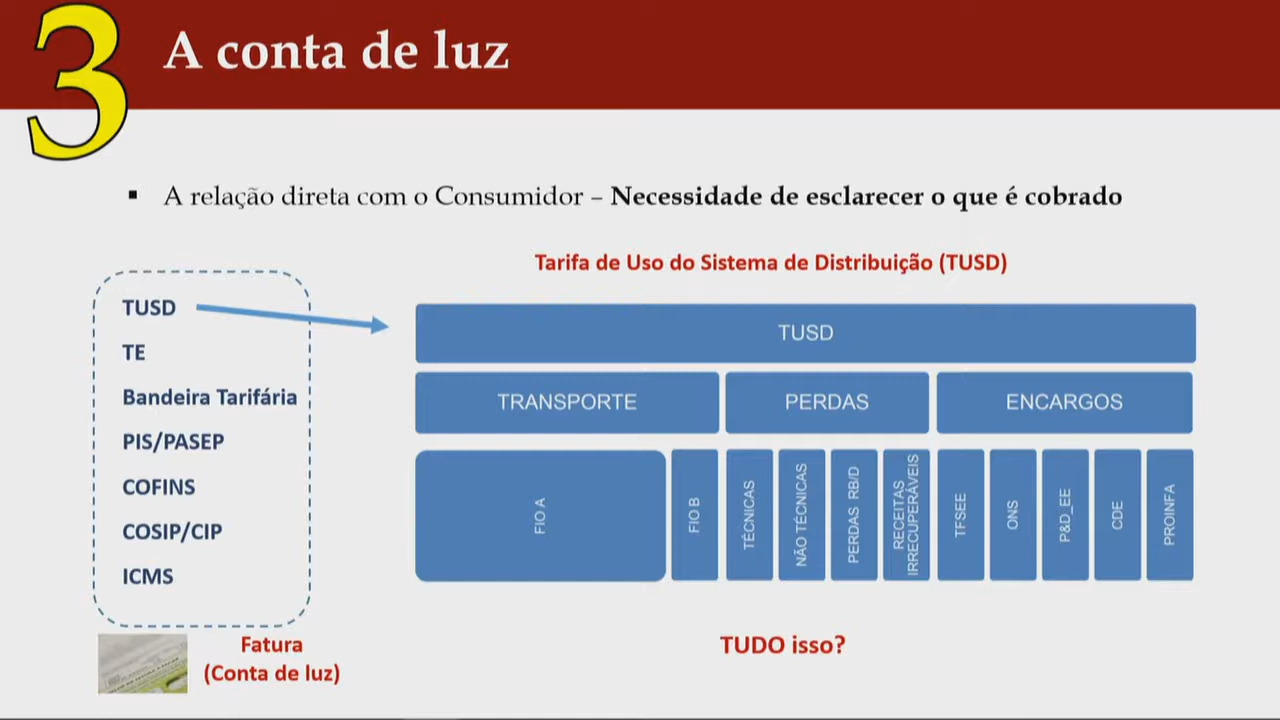 3
A conta de luz
▪ A relação direta com o Consumidor – Necessidade de esclarecer o que é cobrado
Tarifa de Uso do Sistema de Distribuição (TUSD)
TUSD
TE
Bandeira Tarifária
PIS/PASEP
COFINS
COSIP/CIP
ICMS
Fatura
(Conta de luz)
TUSD
TRANSPORTE
PERDAS
ENCARGOS
FIO A
FIO B
TÉCNICAS
NÃO TÉCNICAS
PERDAS RB/D
RECEITAS
IRRECUPERÁVEIS
TFSEE
ONS
P&D_EE
CDE
PROINFA
TUDO isso?